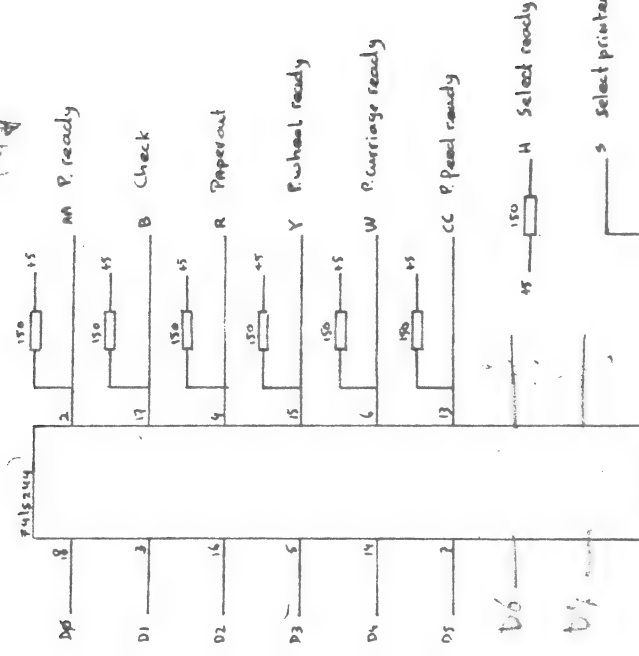 74LS244
DØ 18 2 150 +5 AA P. ready
D1 3 17 150 +5 B Check
D2 16 4 150 +5 R Paperout
D3 5 15 150 +5 Y P.wheel ready
D4 14 6 150 +5 W P.carriage ready
D5 7 13 150 +5 CC P.feed ready
D6 +5 150 H Select ready
S Select printer